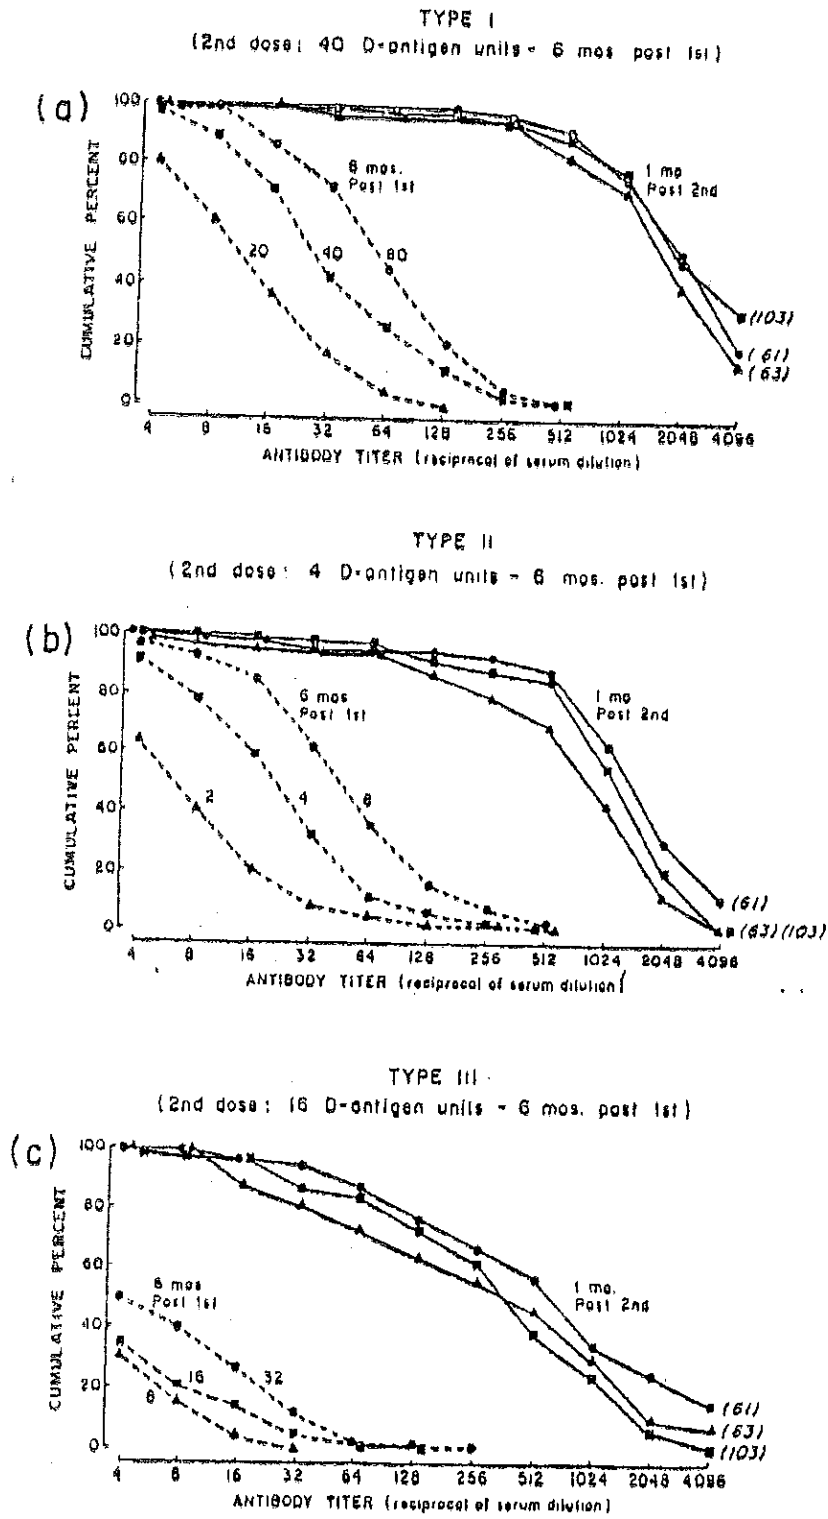 TYPE I
(2nd dose: 40 D-antigen units - 6 mos post 1st)
(a)
CUMULATIVE PERCENT
100
80
60
40
20
0
6 mos.
Post 1st
1 mo
Post 2nd
20
40
80
(103)
(61)
(63)
4 8 16 32 64 128 256 512 1024 2048 4096
ANTIBODY TITER (reciprocal of serum dilution)
TYPE II
(2nd dose: 4 D-antigen units - 6 mos. post 1st)
(b)
CUMULATIVE PERCENT
100
80
60
40
20
0
6 mos
Post 1st
1 mo
Post 2nd
2
4
8
(61)
(63)(103)
4 8 16 32 64 128 256 512 1024 2048 4096
ANTIBODY TITER (reciprocal of serum dilution)
TYPE III
(2nd dose: 16 D-antigen units - 6 mos. post 1st)
(c)
CUMULATIVE PERCENT
100
80
60
40
20
0
6 mos
Post 1st
1 mo.
Post 2nd
8
16
32
(61)
(63)
(103)
4 8 16 32 64 128 256 512 1024 2048 4096
ANTIBODY TITER (reciprocal of serum dilution)